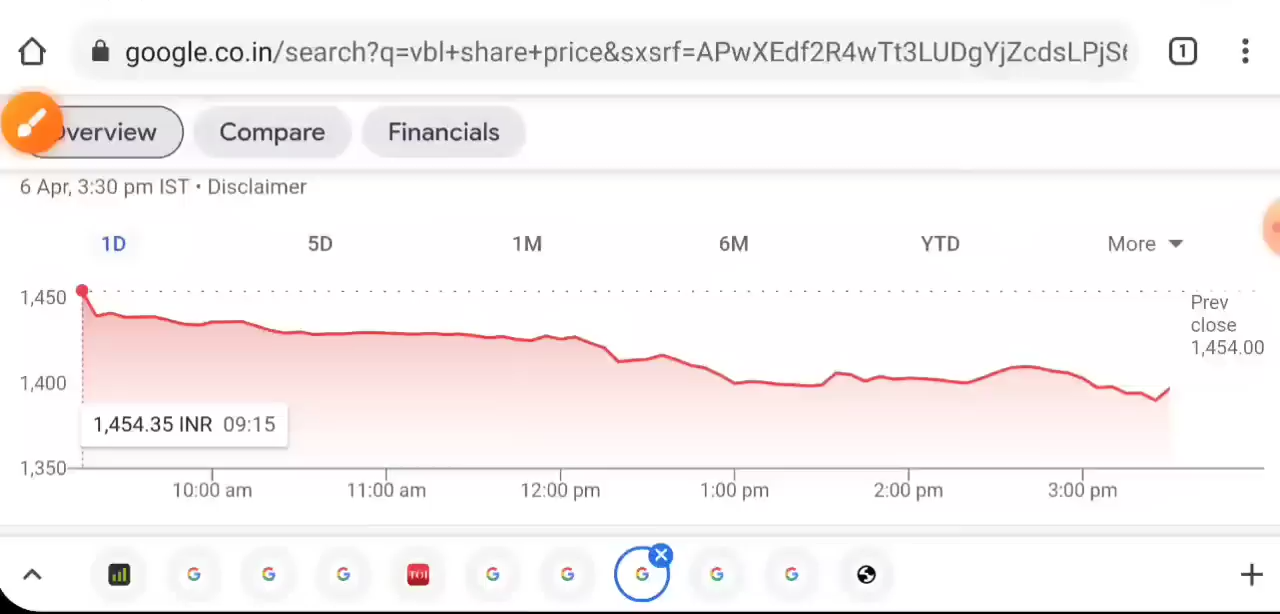 google.co.in/search?q=vbl+share+price&sxsrf=APwXEdf2R4wTt3LUDgYjZcdsLPjS6
1
Overview Compare Financials
6 Apr, 3:30 pm IST • Disclaimer
1D 5D 1M 6M YTD More
1,450
Prev
close
1,454.00
1,400
1,454.35 INR 09:15
1,350
10:00 am 11:00 am 12:00 pm 1:00 pm 2:00 pm 3:00 pm
TOI